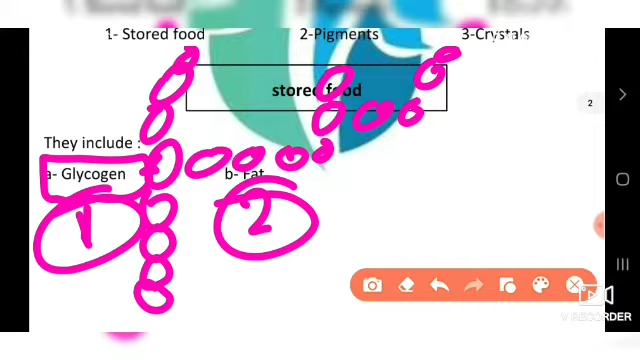 1- Stored food 2-Pigments 3-Crystals
stored food
2
They include :
a- Glycogen b- Fat
1 2
V RECORDER